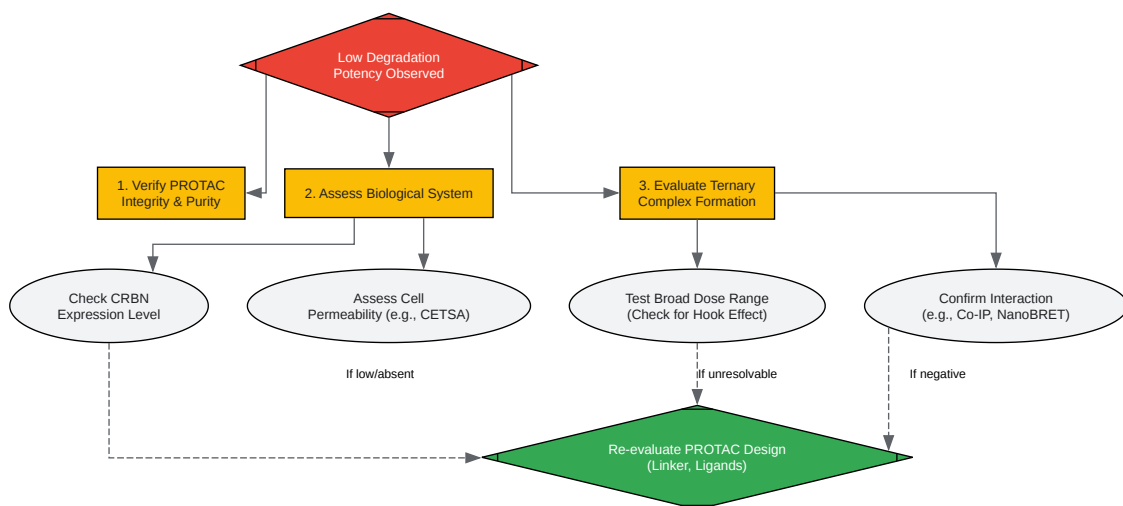 Low Degradation
Potency Observed
1. Verify PROTAC
Integrity & Purity
2. Assess Biological System
3. Evaluate Ternary
Complex Formation
Check CRBN
Expression Level
Assess Cell
Permeability (e.g., CETSA)
Test Broad Dose Range
(Check for Hook Effect)
Confirm Interaction
(e.g., Co-IP, NanoBRET)
If low/absent
If unresolvable
If negative
Re-evaluate PROTAC Design
(Linker, Ligands)